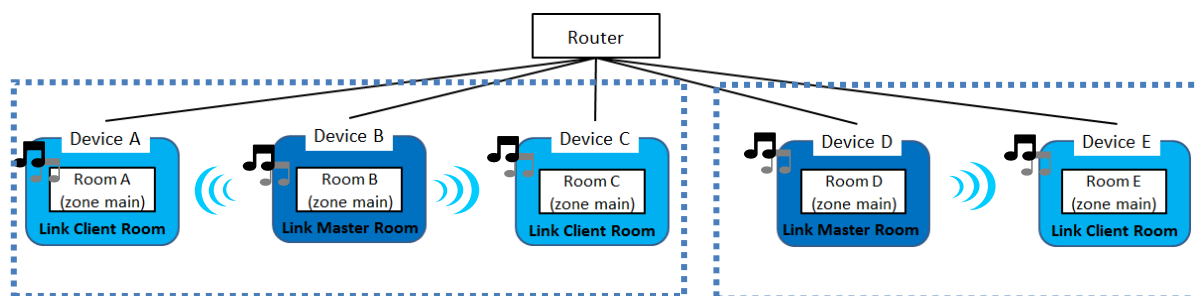 Router
Device A
Room A
(zone main)
Link Client Room
Device B
Room B
(zone main)
Link Master Room
Device C
Room C
(zone main)
Link Client Room
Device D
Room D
(zone main)
Link Master Room
Device E
Room E
(zone main)
Link Client Room